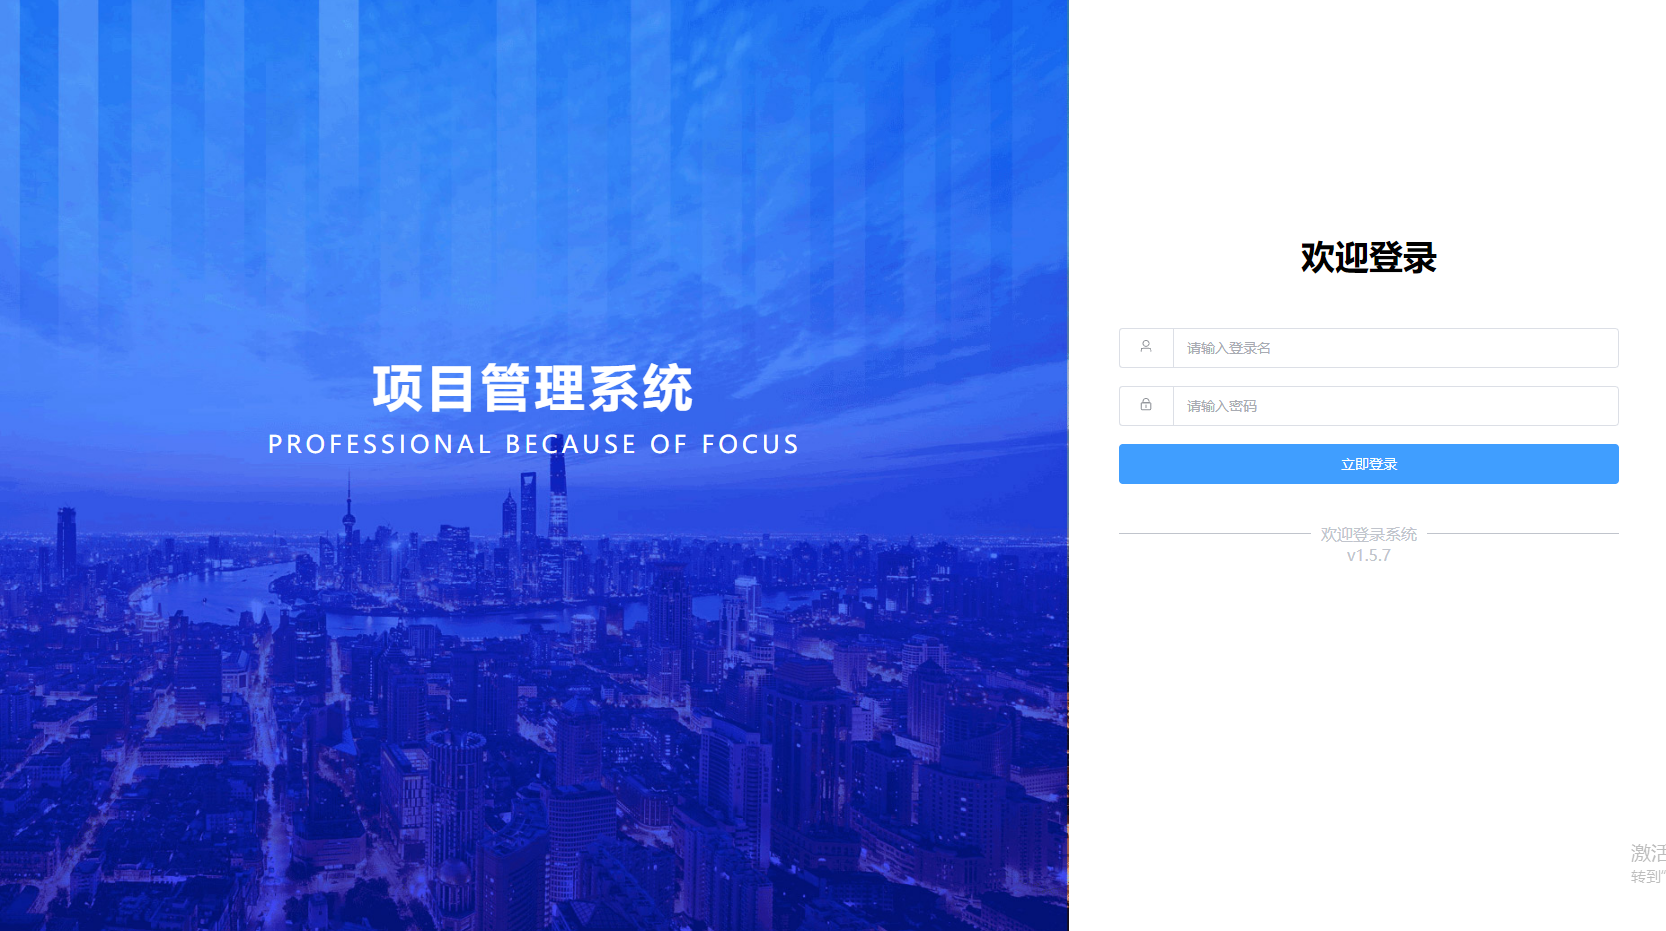 项目管理系统
PROFESSIONAL BECAUSE OF FOCUS
欢迎登录
请输入登录名
请输入密码
立即登录
欢迎登录系统
v1.5.7
激活
转到"